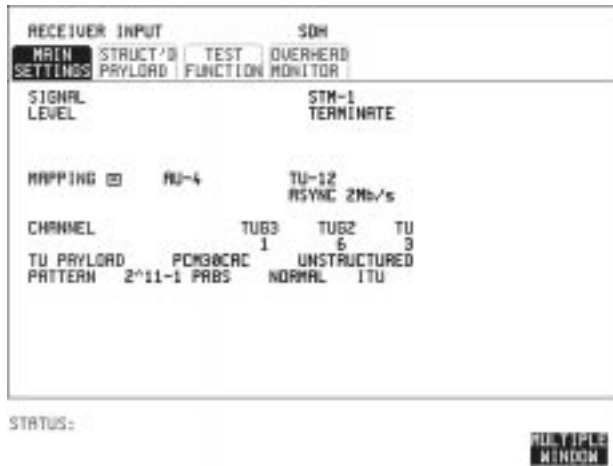 RECEIVER INPUT SDH
MAIN SETTINGS STRUCT'D PAYLOAD TEST FUNCTION OVERHEAD MONITOR
SIGNAL STM-1
LEVEL TERMINATE
MAPPING AU-4 TU-12
ASYNC 2Mb/s
CHANNEL TUG3 TUG2 TU
1 6 3
TU PAYLOAD PCM30CRC UNSTRUCTURED
PATTERN 2^11-1 PRBS NORMAL ITU
STATUS:
MULTIPLE
WINDOW